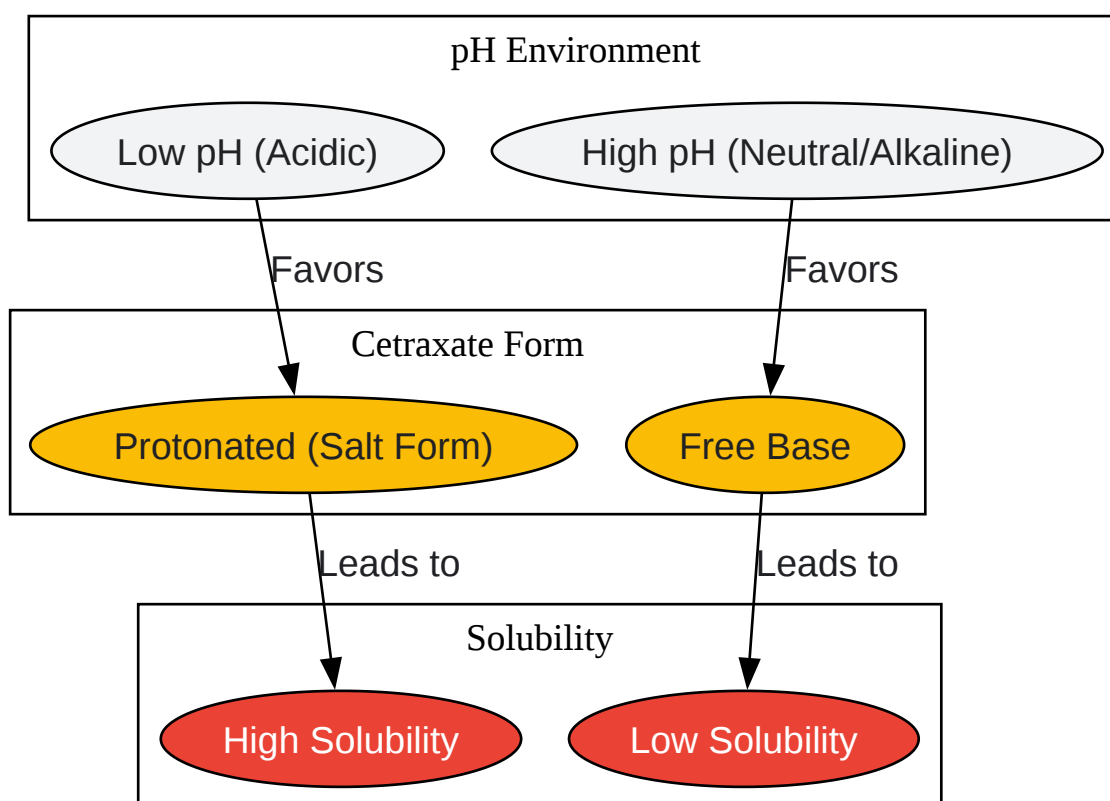 pH Environment
Low pH (Acidic)
High pH (Neutral/Alkaline)
Favors
Favors
Cetraxate Form
Protonated (Salt Form)
Free Base
Leads to
Leads to
Solubility
High Solubility
Low Solubility